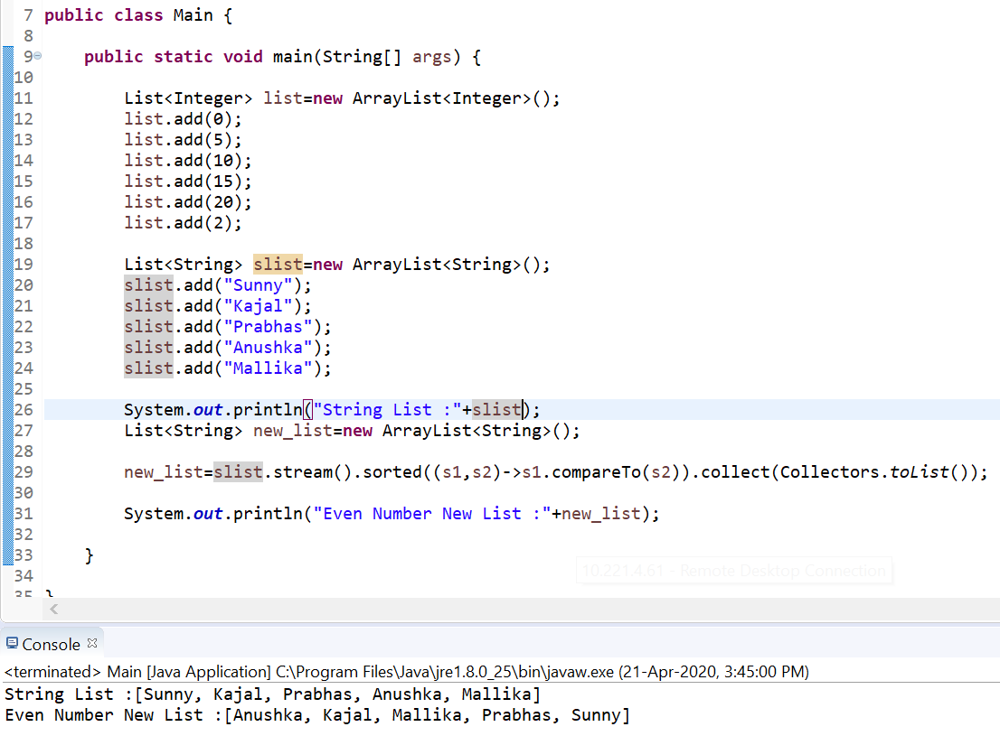 7 public class Main {
8
9 public static void main(String[] args) {
10
11 List<Integer> list=new ArrayList<Integer>();
12 list.add(0);
13 list.add(5);
14 list.add(10);
15 list.add(15);
16 list.add(20);
17 list.add(2);
18
19 List<String> slist=new ArrayList<String>();
20 slist.add("Sunny");
21 slist.add("Kajal");
22 slist.add("Prabhas");
23 slist.add("Anushka");
24 slist.add("Mallika");
25
26 System.out.println("String List :"+slist);
27 List<String> new_list=new ArrayList<String>();
28
29 new_list=slist.stream().sorted((s1,s2)->s1.compareTo(s2)).collect(Collectors.toList());
30
31 System.out.println("Even Number New List :"+new_list);
32
33 }
10.221.4.61 - Remote Desktop Connection
34
35 }
Console
<terminated> Main [Java Application] C:\Program Files\Java\jre1.8.0_25\bin\javaw.exe (21-Apr-2020, 3:45:00 PM)
String List :[Sunny, Kajal, Prabhas, Anushka, Mallika]
Even Number New List :[Anushka, Kajal, Mallika, Prabhas, Sunny]